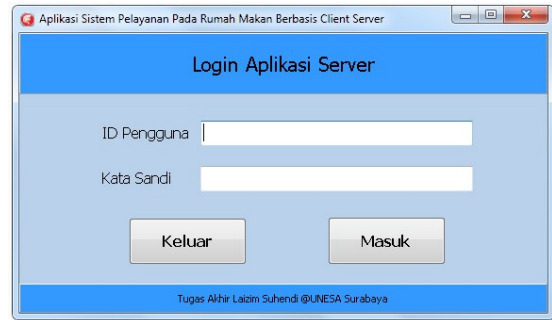 Aplikasi Sistem Pelayanan Pada Rumah Makan Berbasis Client Server
Login Aplikasi Server
ID Pengguna
Kata Sandi
Keluar Masuk
Tugas Akhir Laizim Suhendi @UNESA Surabaya